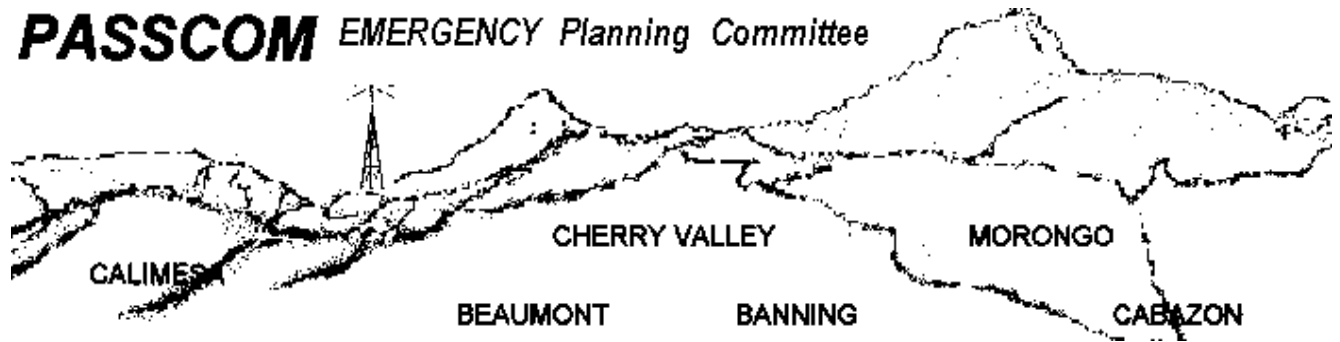 PASSCOM EMERGENCY Planning Committee
CHERRY VALLEY MORONGO
CALIMESA
BEAUMONT BANNING CABAZON